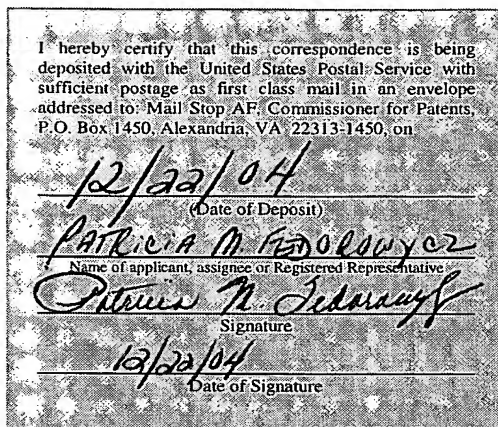 I hereby certify that this correspondence is being
deposited with the United States Postal Service with
sufficient postage as first class mail in an envelope
addressed to: Mail Stop AF, Commissioner for Patents,
P.O. Box 1450, Alexandria, VA 22313-1450, on
12/22/04
(Date of Deposit)
PATRICIA M. FEDOROWYCZ
Name of applicant, assignee or Registered Representative
Patricia M. Fedorowycz
Signature
12/22/04
Date of Signature